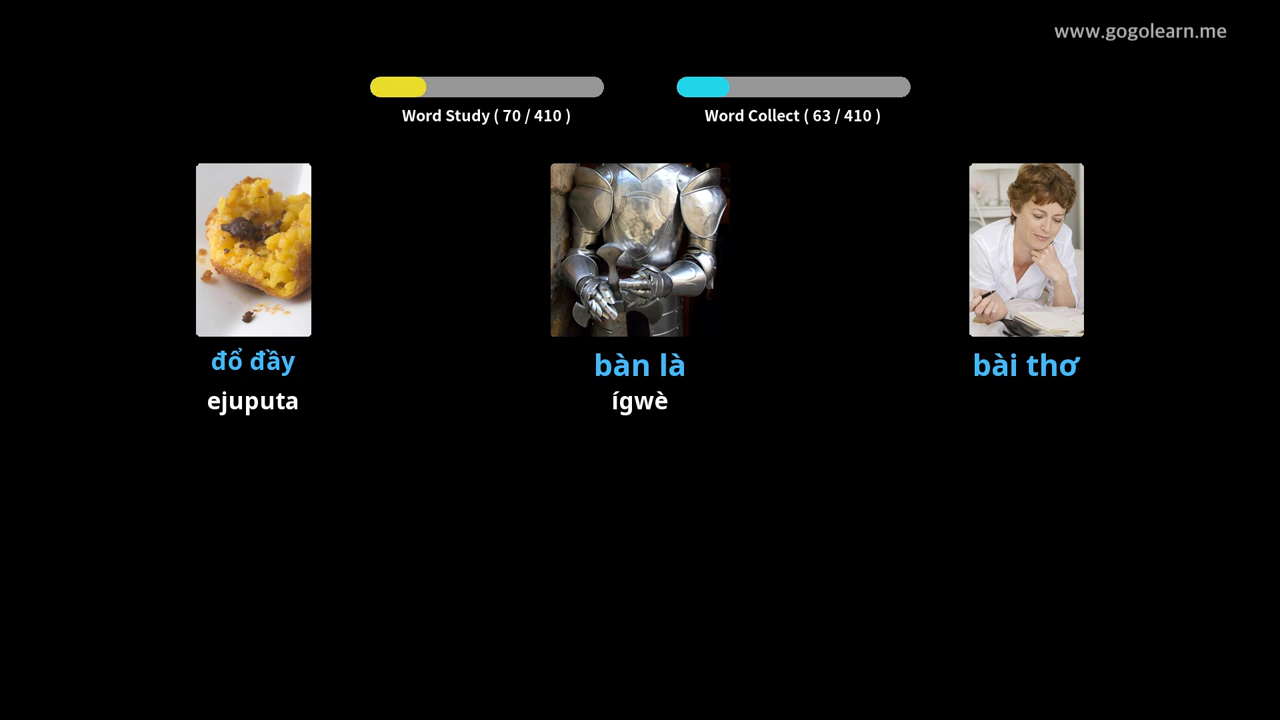 www.gogolearn.me
Word Study ( 70 / 410 )
Word Collect ( 63 / 410 )
đổ đầy
bàn là
bài thơ
ejuputa
ígwè